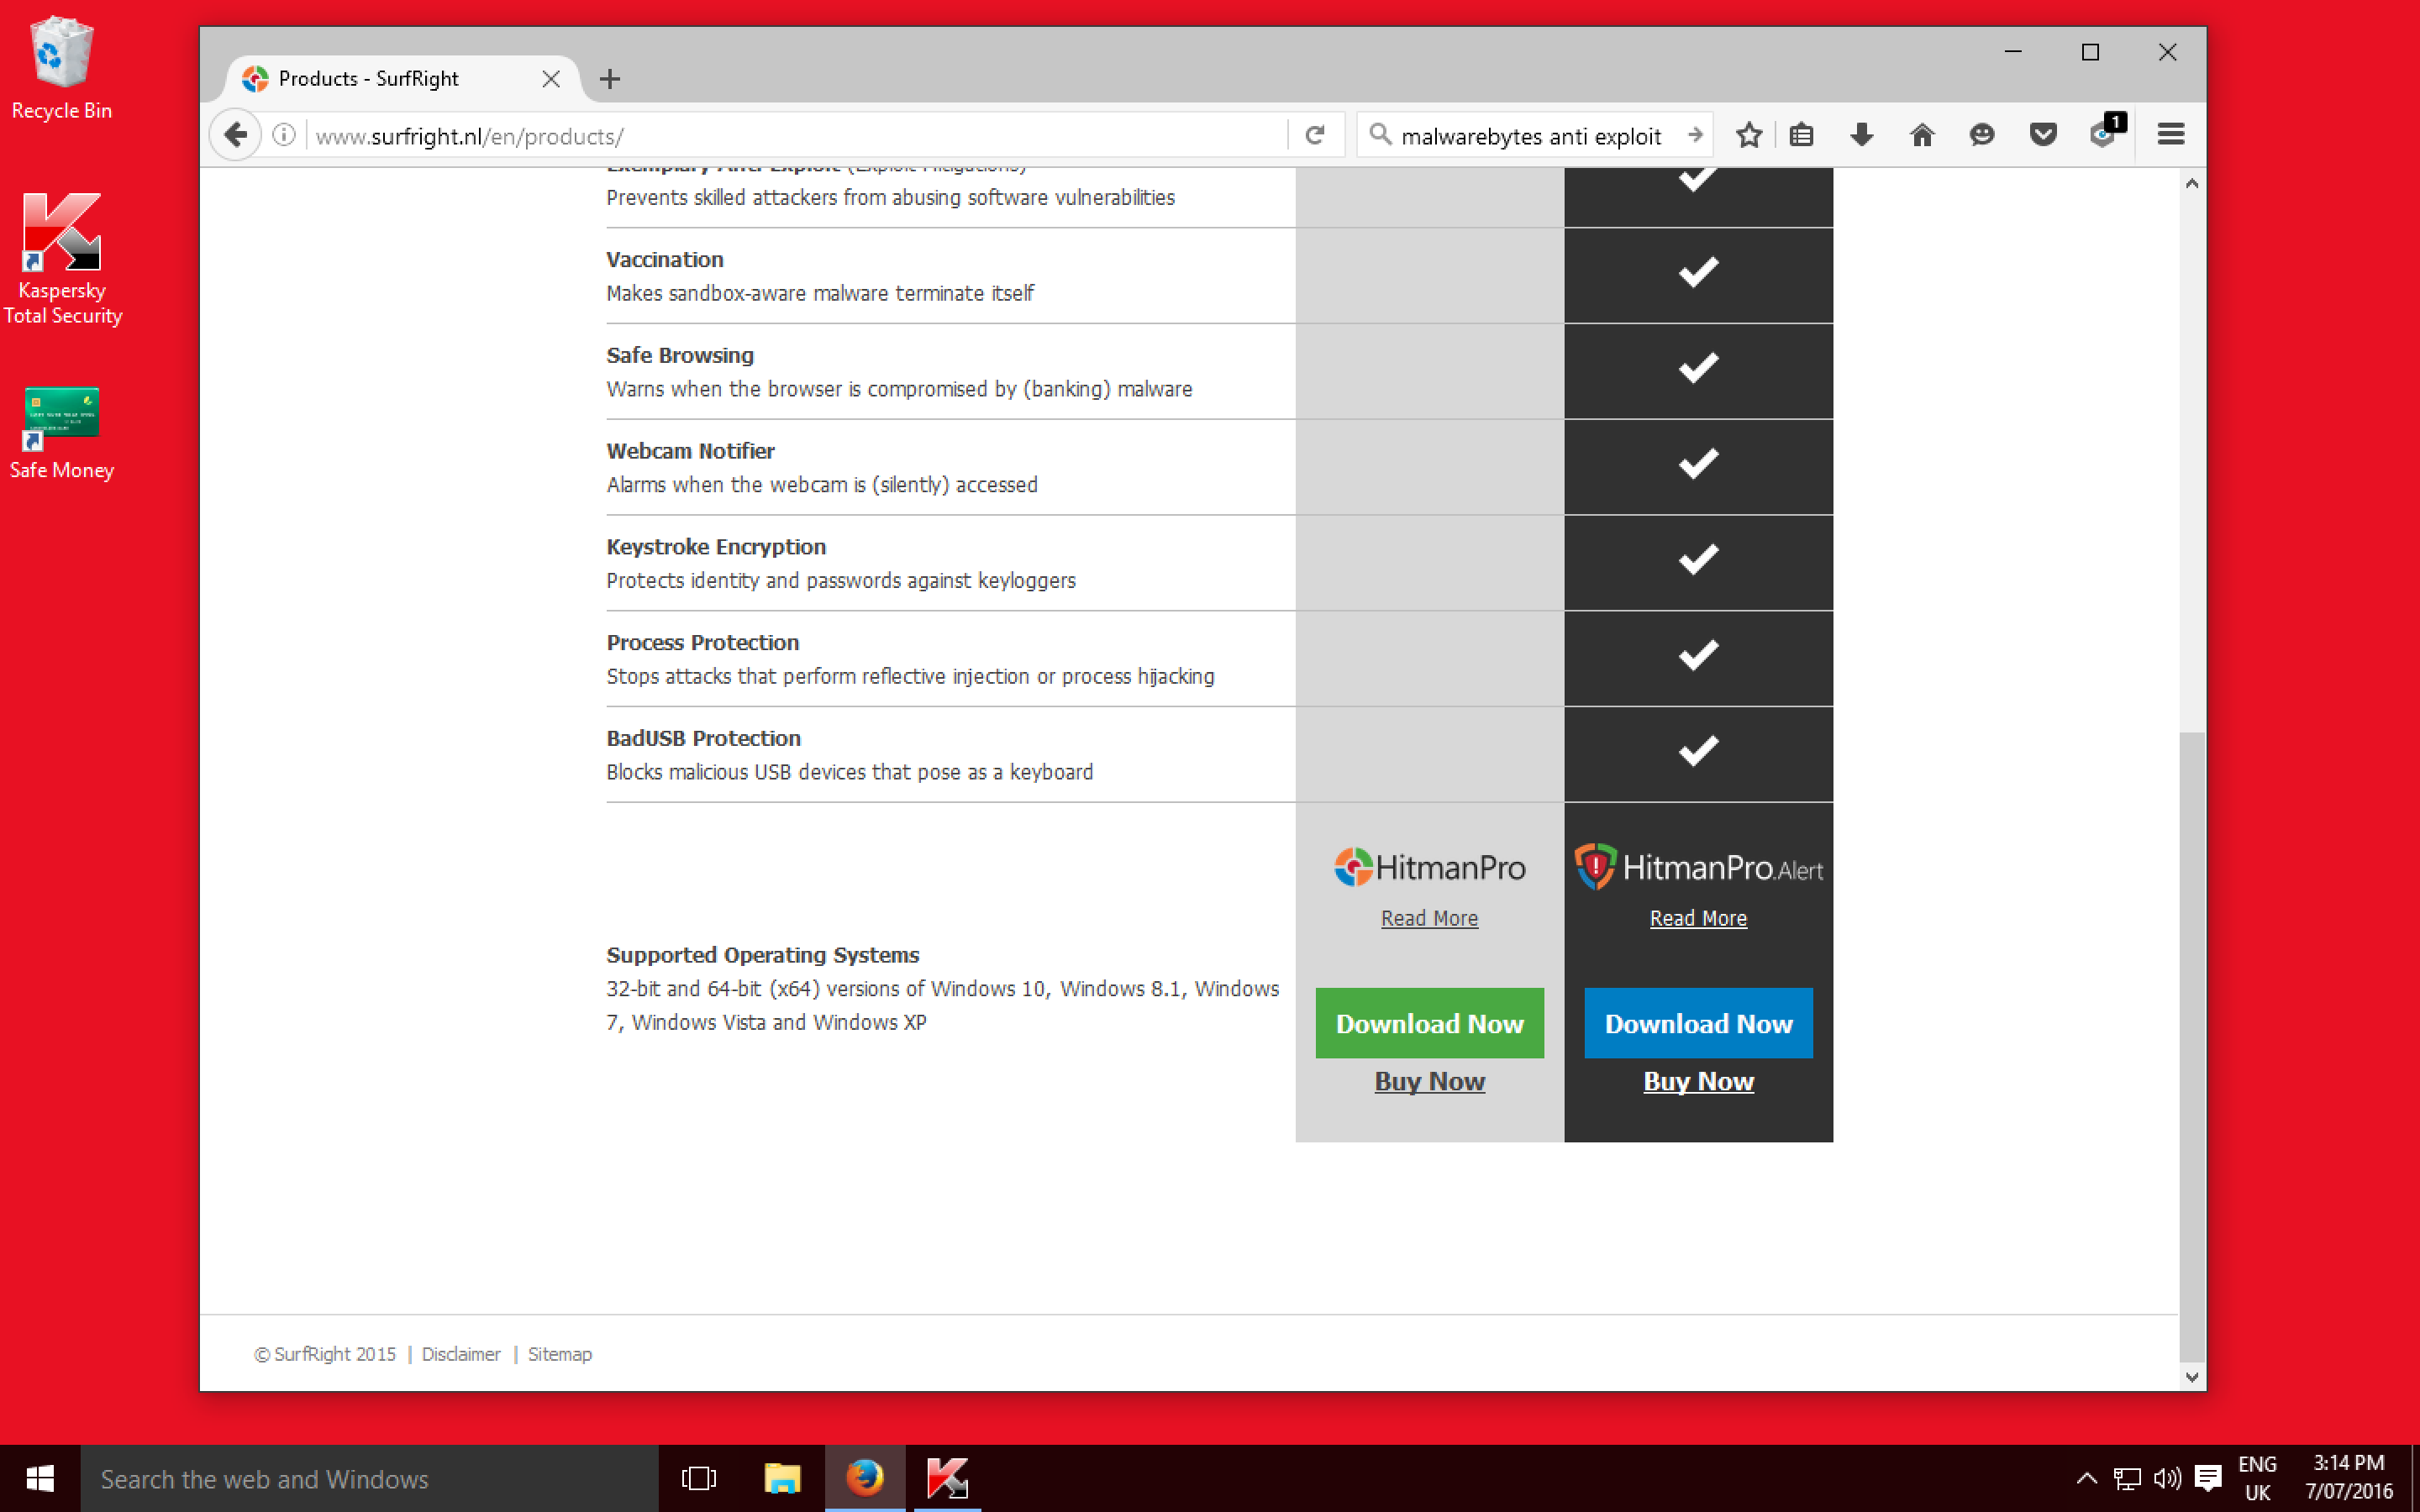 Recycle Bin
Kaspersky
Total Security
Safe Money
Products - SurfRight
www.surfright.nl/en/products/
malwarebytes anti exploit
1
Exemplary Anti-Exploit (Exploit Mitigations)
Prevents skilled attackers from abusing software vulnerabilities
Vaccination
Makes sandbox-aware malware terminate itself
Safe Browsing
Warns when the browser is compromised by (banking) malware
Webcam Notifier
Alarms when the webcam is (silently) accessed
Keystroke Encryption
Protects identity and passwords against keyloggers
Process Protection
Stops attacks that perform reflective injection or process hijacking
BadUSB Protection
Blocks malicious USB devices that pose as a keyboard
Supported Operating Systems
32-bit and 64-bit (x64) versions of Windows 10, Windows 8.1, Windows
7, Windows Vista and Windows XP
HitmanPro
Read More
Download Now
Buy Now
HitmanPro.Alert
Read More
Download Now
Buy Now
© SurfRight 2015 | Disclaimer | Sitemap
Search the web and Windows
ENG
UK
3:14 PM
7/07/2016